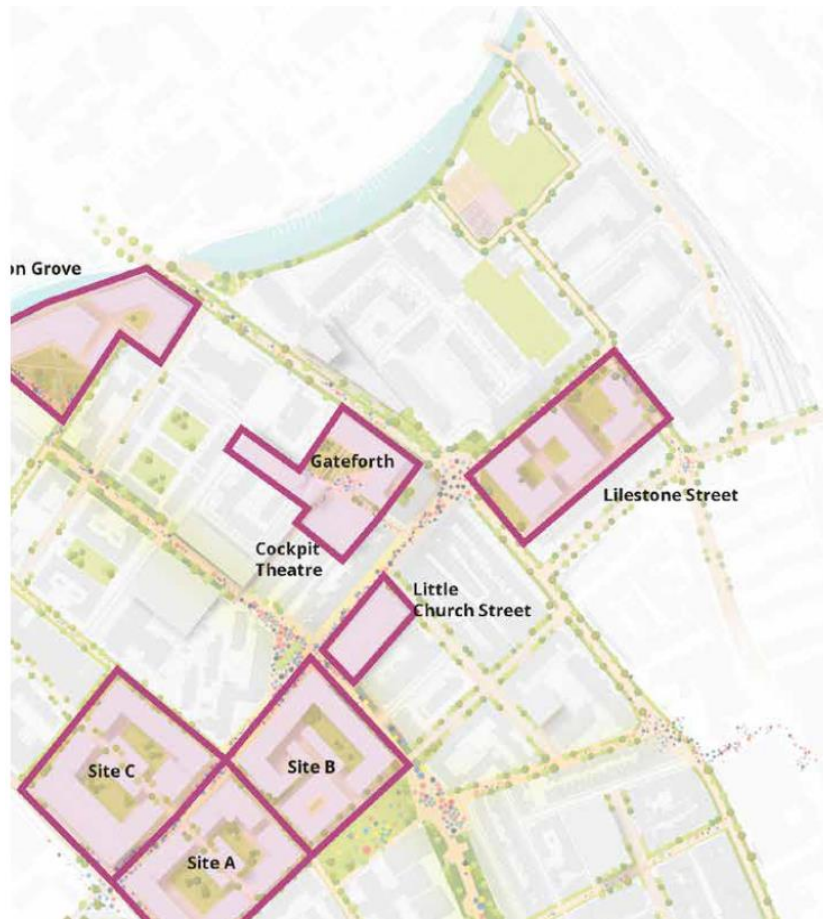 on Grove
Gateforth
Lilestone Street
Cockpit
Theatre
Little
Church Street
Site C
Site B
Site A